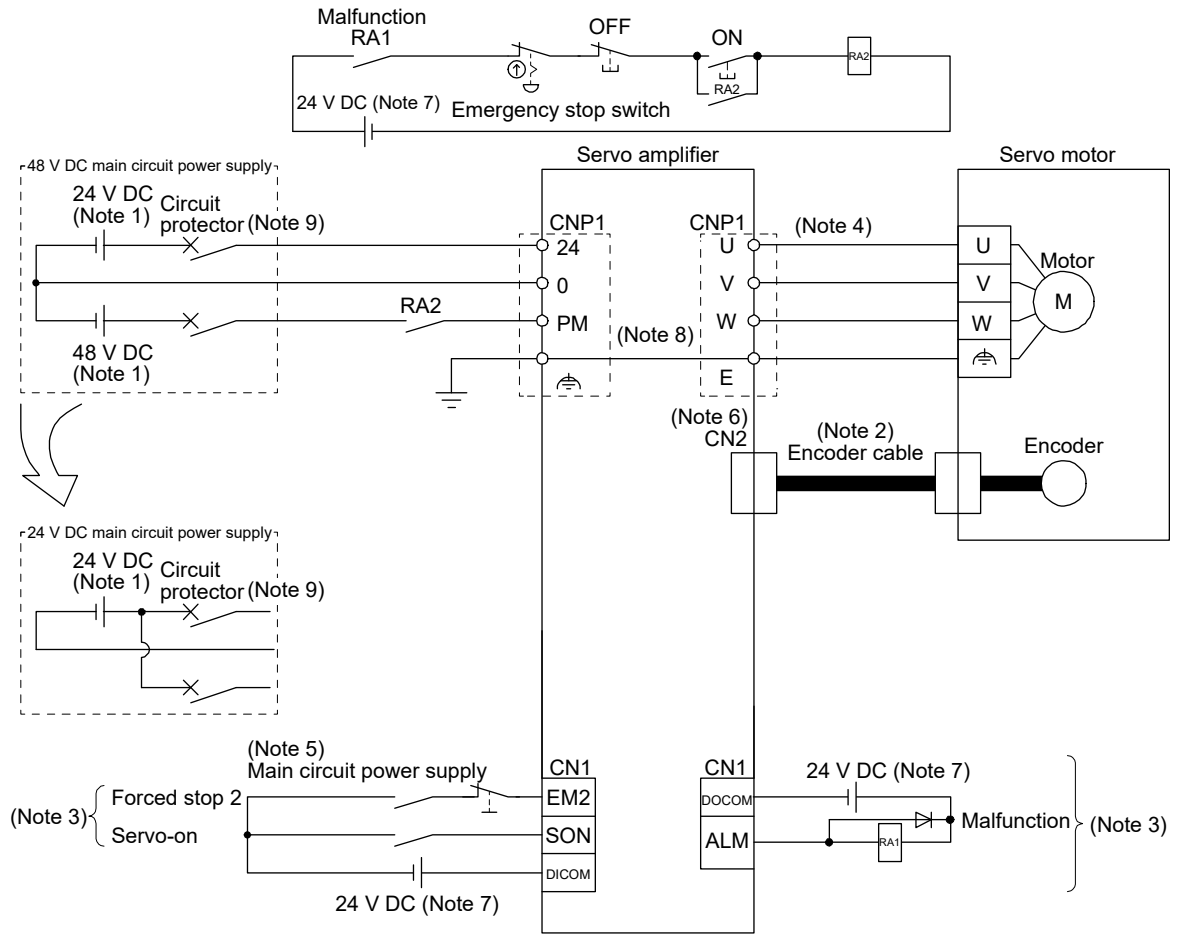 Malfunction
RA1
OFF
ON
RA2
RA2
24 V DC (Note 7)
Emergency stop switch
48 V DC main circuit power supply
24 V DC
(Note 1)
Circuit
protector (Note 9)
RA2
48 V DC
(Note 1)
Servo amplifier
Servo motor
CNP1
24
0
PM
CNP1
U
V
W
E
(Note 4)
(Note 8)
U
V
W
Motor
M
(Note 6)
CN2
(Note 2)
Encoder cable
Encoder
24 V DC main circuit power supply
24 V DC
(Note 1)
Circuit
protector (Note 9)
(Note 5)
Main circuit power supply
(Note 3)
Forced stop 2
Servo-on
24 V DC (Note 7)
CN1
EM2
SON
DICOM
CN1
DOCOM
ALM
24 V DC (Note 7)
RA1
Malfunction
(Note 3)